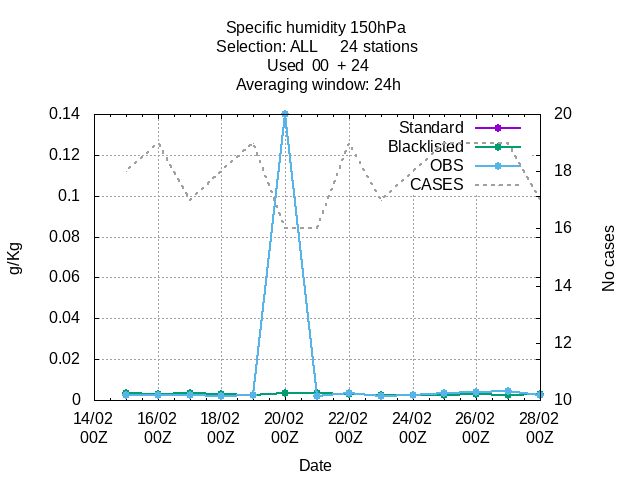 Specific humidity 150hPa
Selection: ALL     24 stations
Used  00  + 24
Averaging window: 24h
Standard
Blacklisted
OBS
CASES
0.14
0.12
0.1
0.08
0.06
0.04
0.02
0
g/Kg
20
18
16
14
12
10
No cases
14/02 16/02 18/02 20/02 22/02 24/02 26/02 28/02
00Z 00Z 00Z 00Z 00Z 00Z 00Z 00Z
Date